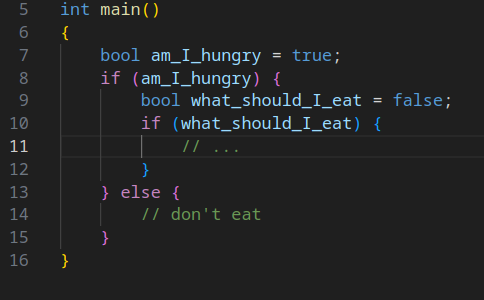 5 int main()
6 {
7     bool am_I_hungry = true;
8     if (am_I_hungry) {
9         bool what_should_I_eat = false;
10         if (what_should_I_eat) {
11             // ...
12         }
13     } else {
14         // don't eat
15     }
16 }